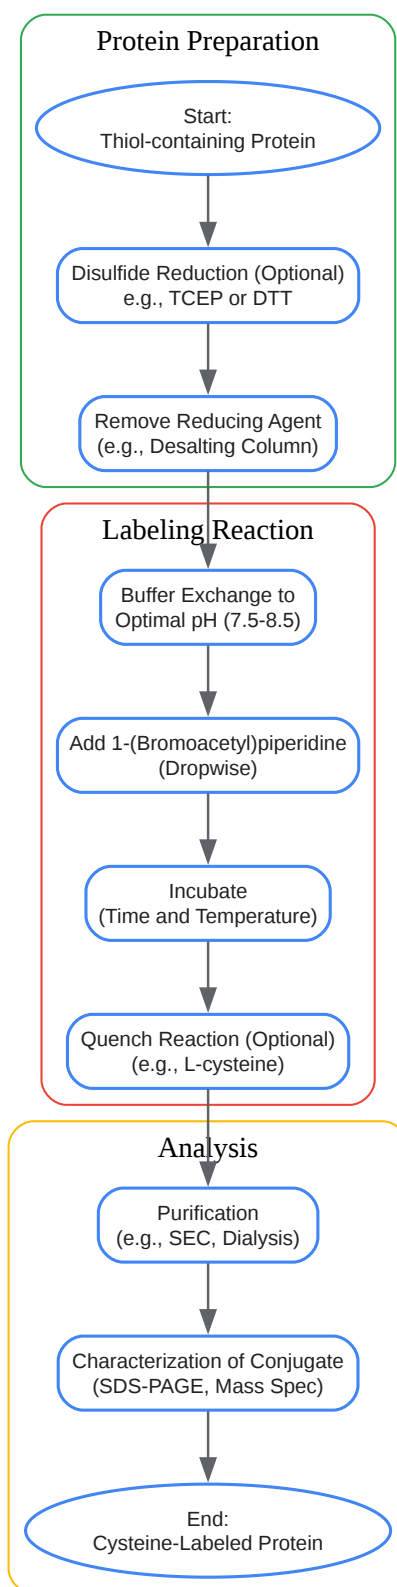 Protein Preparation
Start:
Thiol-containing Protein
Disulfide Reduction (Optional)
e.g., TCEP or DTT
Remove Reducing Agent
(e.g., Desalting Column)
Labeling Reaction
Buffer Exchange to
Optimal pH (7.5-8.5)
Add 1-(Bromoacetyl)piperidine
(Dropwise)
Incubate
(Time and Temperature)
Quench Reaction (Optional)
(e.g., L-cysteine)
Analysis
Purification
(e.g., SEC, Dialysis)
Characterization of Conjugate
(SDS-PAGE, Mass Spec)
End:
Cysteine-Labeled Protein